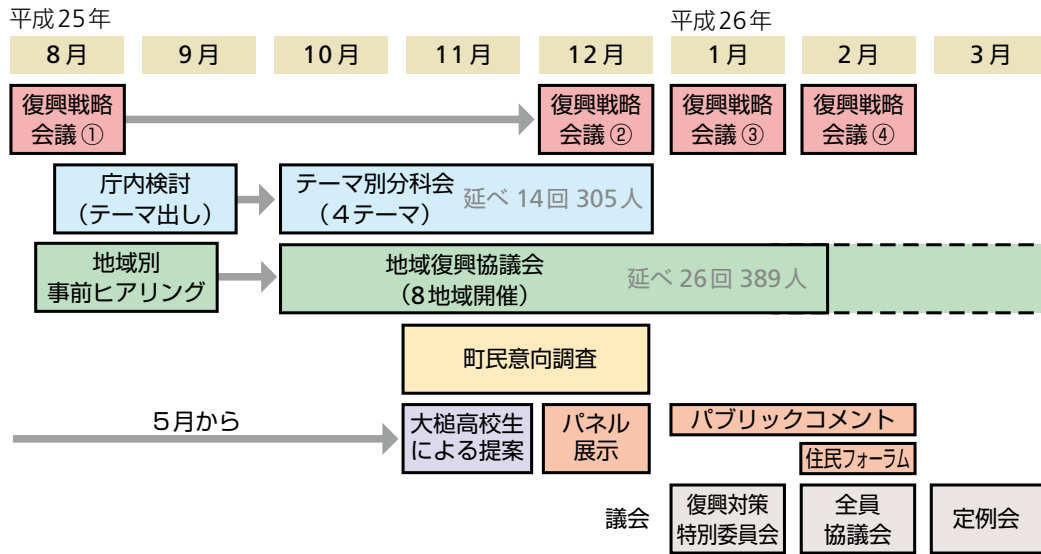 平成25年
平成26年
8月
9月
10月
11月
12月
1月
2月
3月
復興戦略
会議①
復興戦略
会議②
復興戦略
会議③
復興戦略
会議④
庁内検討
（テーマ出し）
テーマ別分科会
（４テーマ）
延べ 14回 305人
地域別
事前ヒアリング
地域復興協議会
（8地域開催）
延べ 26回 389人
町民意向調査
５月から
大槌高校生
による提案
パネル
展示
パブリックコメント
住民フォーラム
議会
復興対策
特別委員会
全員
協議会
定例会